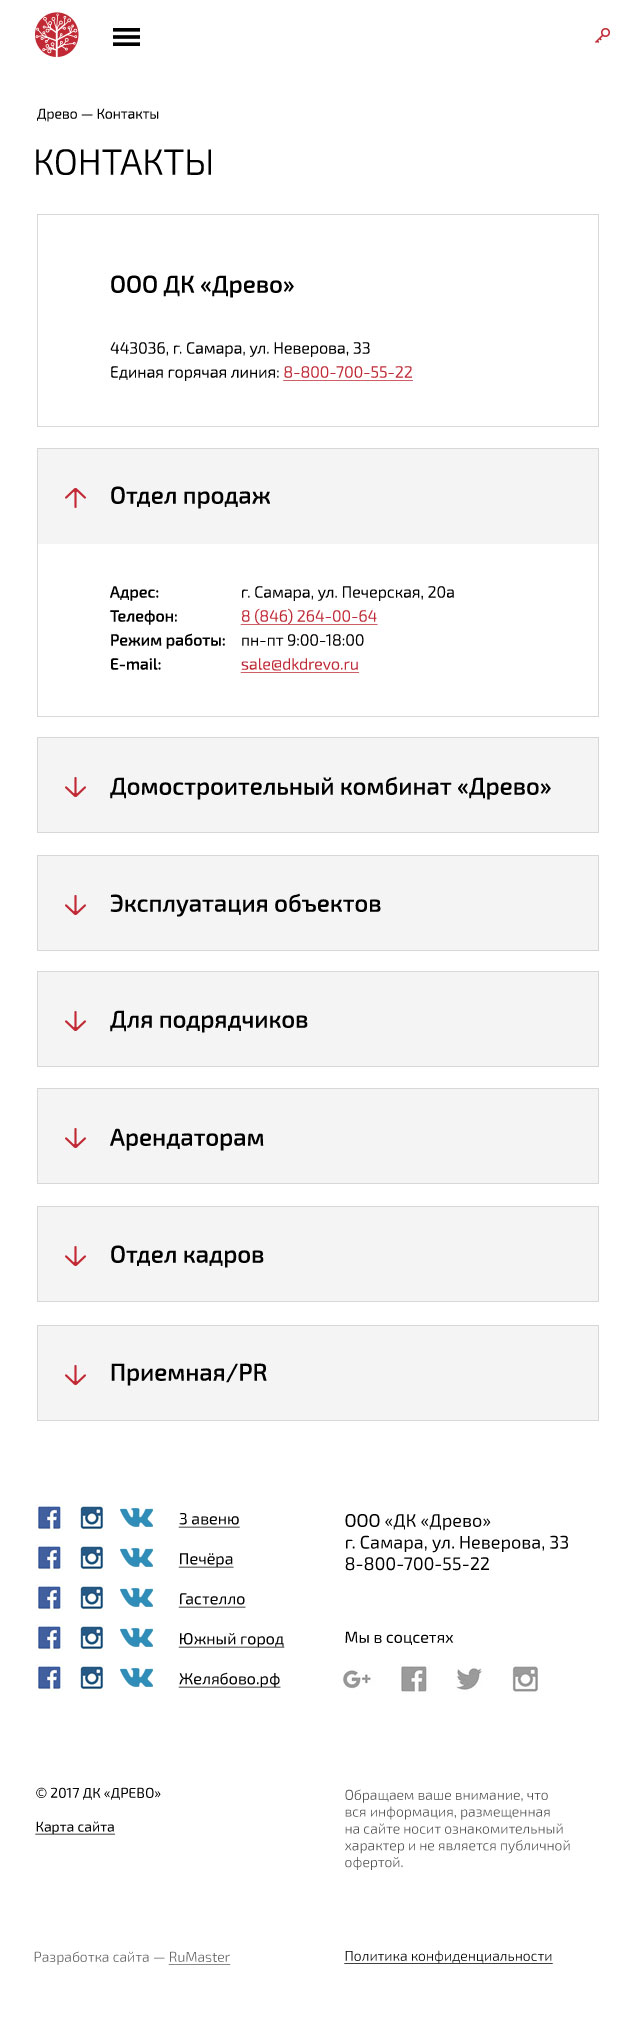 Древо — Контакты
КОНТАКТЫ
ООО ДК «Древо»
443036, г. Самара, ул. Неверова, 33
Единая горячая линия: 8-800-700-55-22
Отдел продаж
Адрес: г. Самара, ул. Печерская, 20а
Телефон: 8 (846) 264-00-64
Режим работы: пн-пт 9:00-18:00
E-mail: sale@dkdrevo.ru
Домостроительный комбинат «Древо»
Эксплуатация объектов
Для подрядчиков
Арендаторам
Отдел кадров
Приемная/PR
3 авеню
Печёра
Гастелло
Южный город
Желябово.рф
ООО «ДК «Древо»
г. Самара, ул. Неверова, 33
8-800-700-55-22
Мы в соцсетях
© 2017 ДК «ДРЕВО»
Карта сайта
Обращаем ваше внимание, что
вся информация, размещенная
на сайте носит ознакомительный
характер и не является публичной
офертой.
Разработка сайта — RuMaster
Политика конфиденциальности